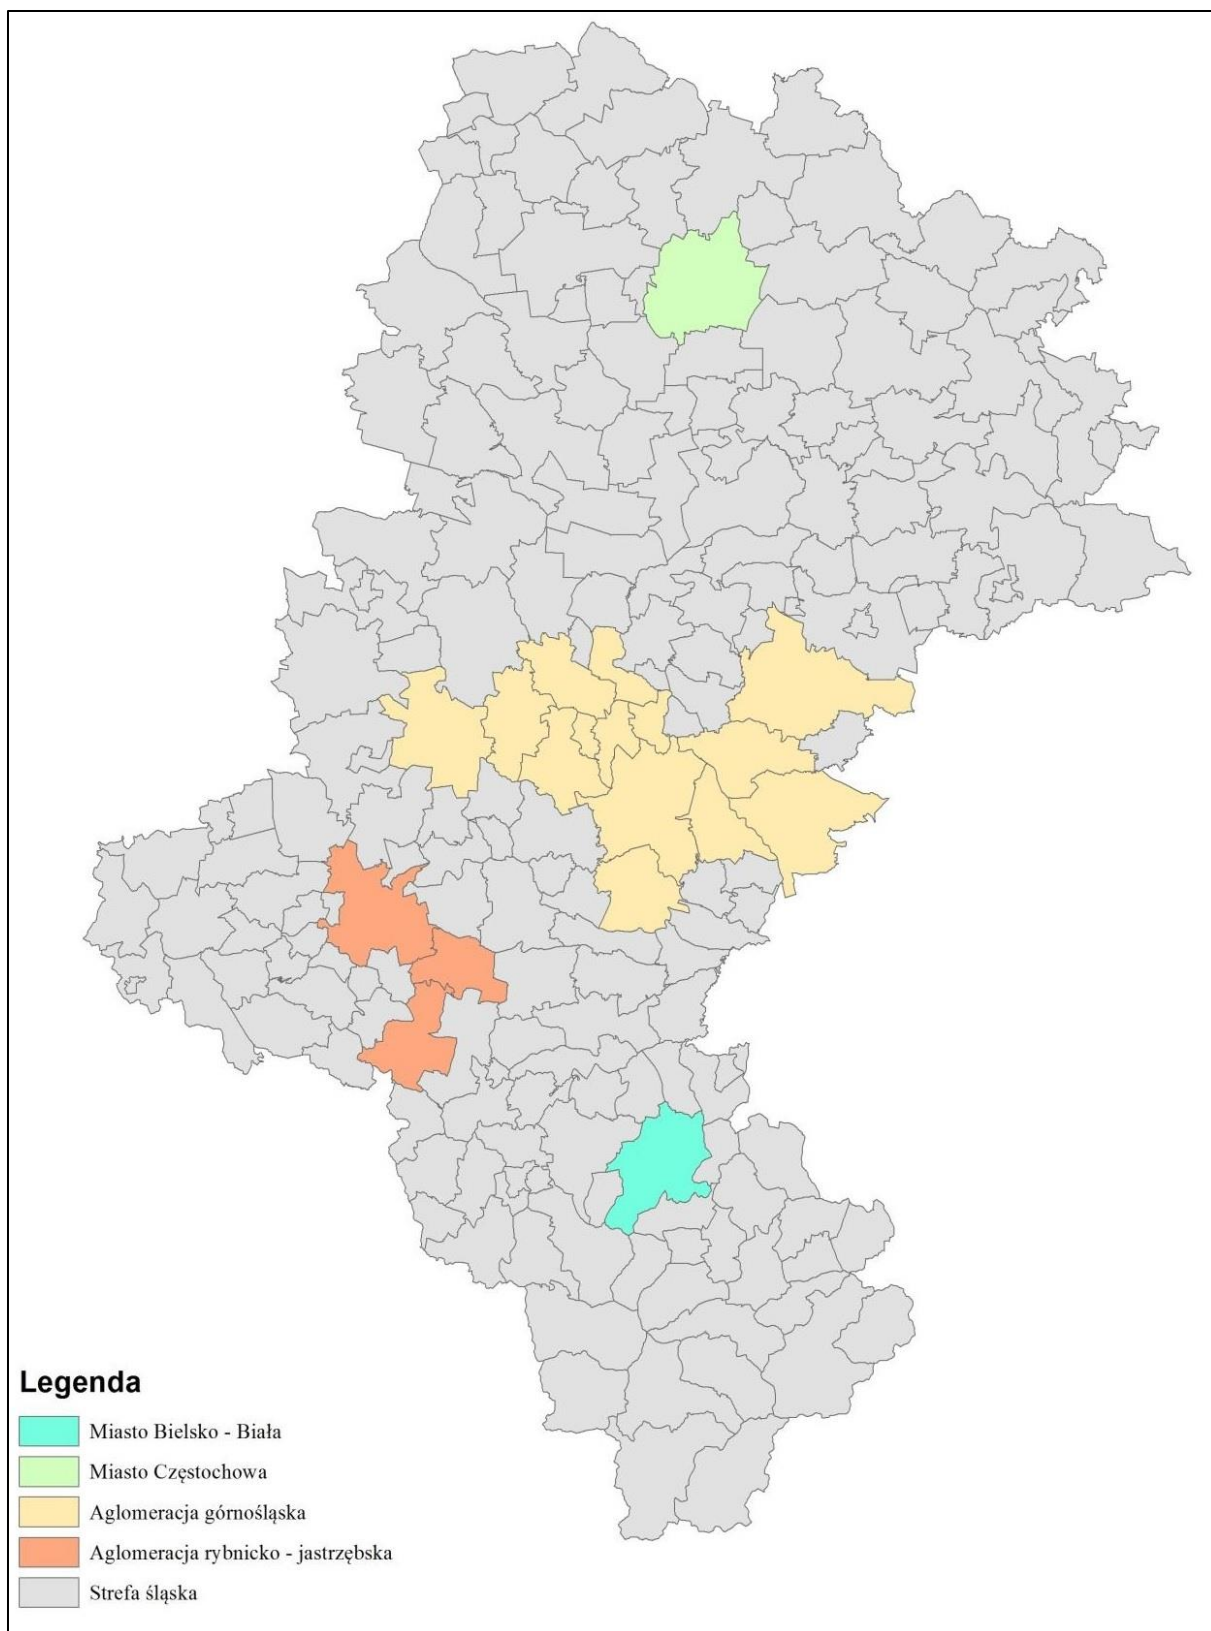 Legenda
Miasto Bielsko - Biała
Miasto Częstochowa
Aglomeracja górnośląska
Aglomeracja rybnicko - jastrzębska
Strefa śląska